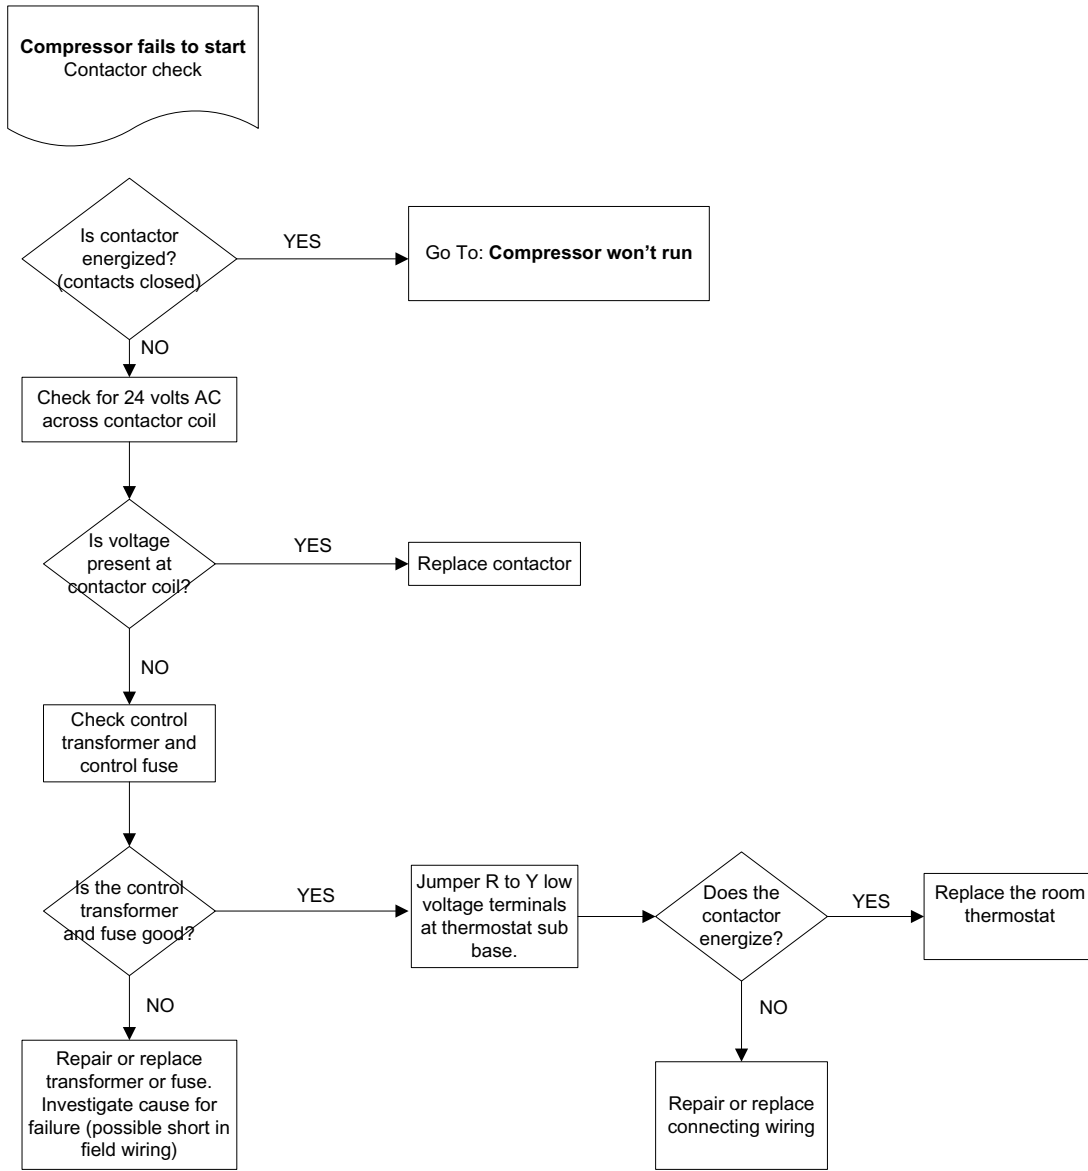 Compressor fails to start
Contactor check
Is contactor
energized?
(contacts closed)
YES
Go To: Compressor won't run
NO
Check for 24 volts AC
across contactor coil
Is voltage
present at
contactor coil?
YES
Replace contactor
NO
Check control
transformer and
control fuse
Is the control
transformer
and fuse good?
YES
Jumper R to Y low
voltage terminals
at thermostat sub
base.
Does the
contactor
energize?
YES
Replace the room
thermostat
NO
Repair or replace
transformer or fuse.
Investigate cause for
failure (possible short in
field wiring)
NO
Repair or replace
connecting wiring